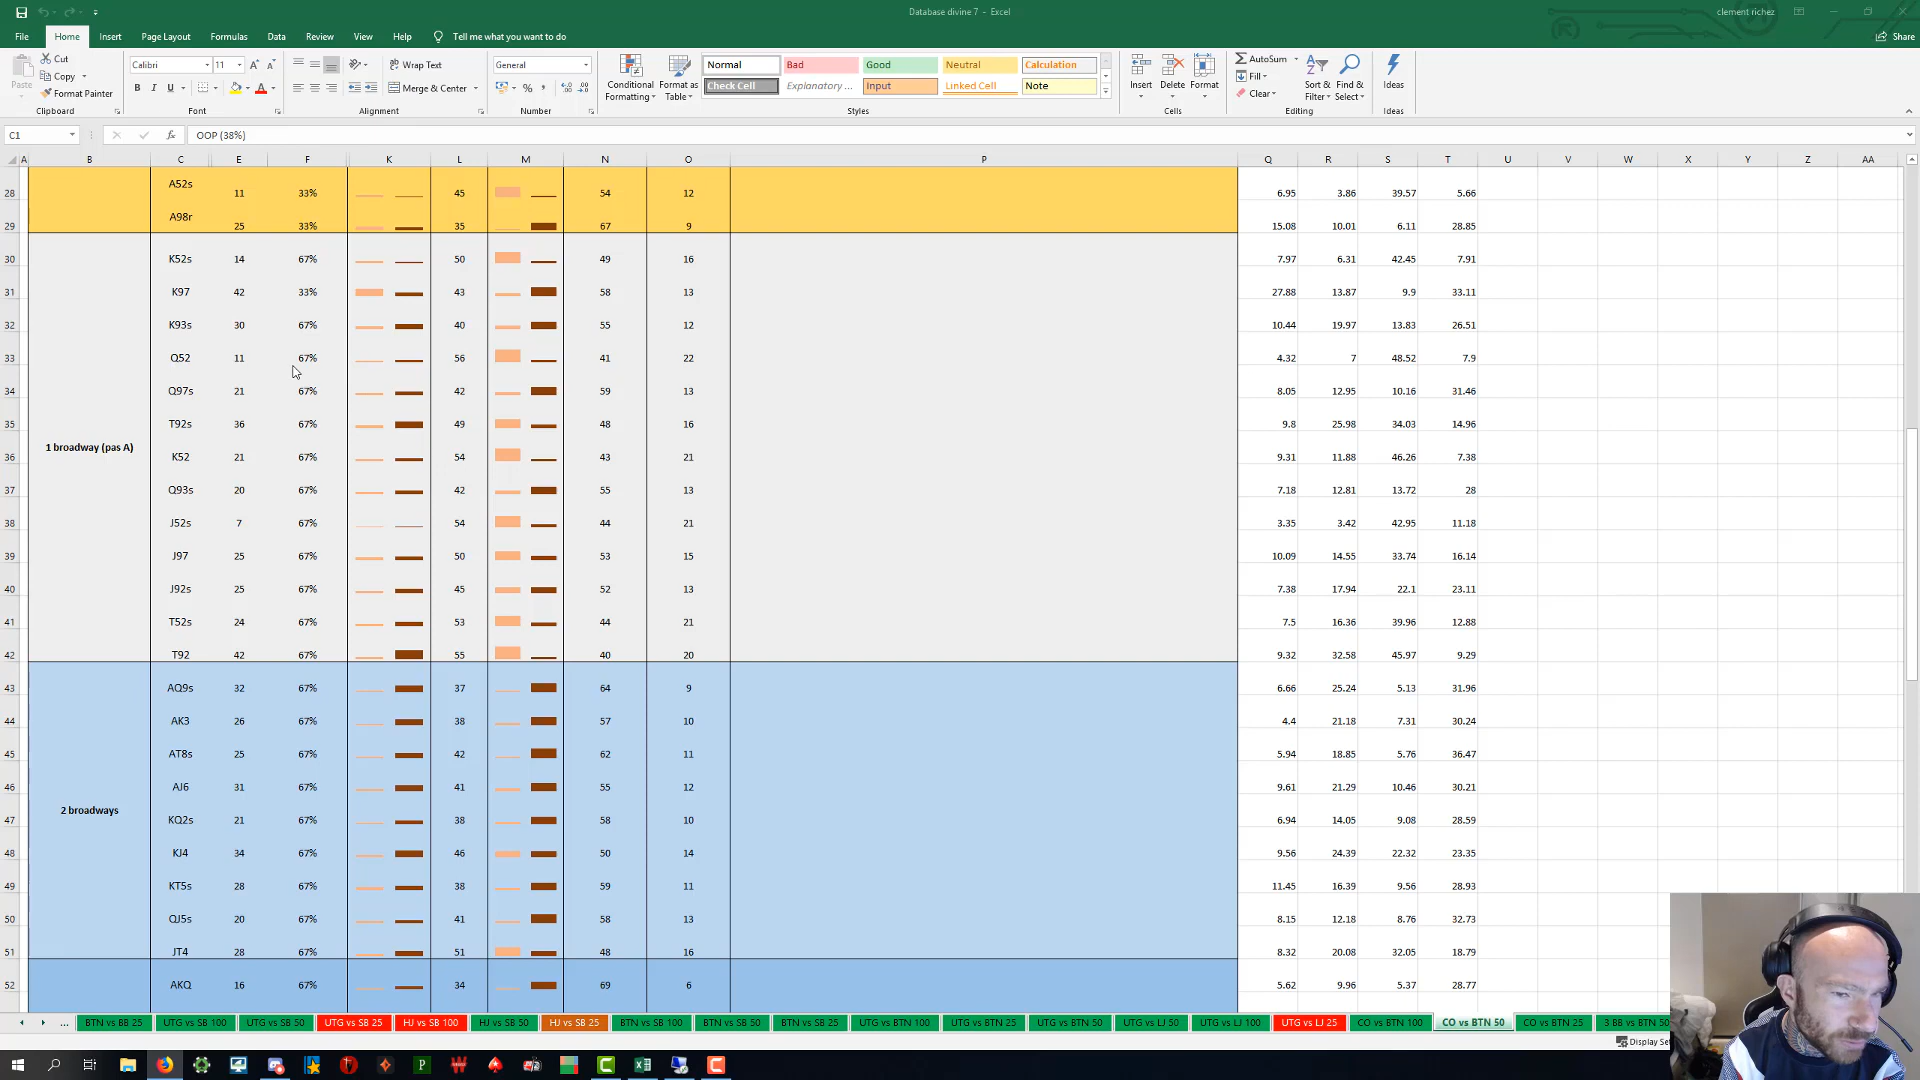 Database divine 7 - Excel
clement richez
File Home Insert Page Layout Formulas Data Review View Help Tell me what you want to do
Share
Cut
Copy
Format Painter
Paste
Clipboard
Calibri 11
B I U
Font
Wrap Text
Merge & Center
Alignment
General
%
Number
Conditional Formatting
Format as Table
Normal Bad Good Neutral Calculation
Check Cell Explanatory ... Input Linked Cell Note
Styles
Insert Delete Format
Cells
AutoSum
Fill
Clear
Sort & Filter
Find & Select
Editing
Ideas
Ideas
C1 fx OOP (38%)
A B C E F K L M N O P Q R S T U V W X Y Z AA
28 A52s 11 33% 45 54 12 6.95 3.86 39.57 5.66
29 A98r 25 33% 35 67 9 15.08 10.01 6.11 28.85
30 K52s 14 67% 50 49 16 7.97 6.31 42.45 7.91
31 K97 42 33% 43 58 13 27.88 13.87 9.9 33.11
32 K93s 30 67% 40 55 12 10.44 19.97 13.83 26.51
33 Q52 11 67% 56 41 22 4.32 7 48.52 7.9
34 Q97s 21 67% 42 59 13 8.05 12.95 10.16 31.46
35 T92s 36 67% 49 48 16 9.8 25.98 34.03 14.96
1 broadway (pas A)
36 K52 21 67% 54 43 21 9.31 11.88 46.26 7.38
37 Q93s 20 67% 42 55 13 7.18 12.81 13.72 28
38 J52s 7 67% 54 44 21 3.35 3.42 42.95 11.18
39 J97 25 67% 50 53 15 10.09 14.55 33.74 16.14
40 J92s 25 67% 45 52 13 7.38 17.94 22.1 23.11
41 T52s 24 67% 53 44 21 7.5 16.36 39.96 12.88
42 T92 42 67% 55 40 20 9.32 32.58 45.97 9.29
43 AQ9s 32 67% 37 64 9 6.66 25.24 5.13 31.96
44 AK3 26 67% 38 57 10 4.4 21.18 7.31 30.24
45 AT8s 25 67% 42 62 11 5.94 18.85 5.76 36.47
46 AJ6 31 67% 41 55 12 9.61 21.29 10.46 30.21
2 broadways
47 KQ2s 21 67% 38 58 10 6.94 14.05 9.08 28.59
48 KJ4 34 67% 46 50 14 9.56 24.39 22.32 23.35
49 KT5s 28 67% 38 59 11 11.45 16.39 9.56 28.93
50 QJ5s 20 67% 41 58 13 8.15 12.18 8.76 32.73
51 JT4 28 67% 51 48 16 8.32 20.08 32.05 18.79
52 AKQ 16 67% 34 69 6 5.62 9.96 5.37 28.77
... BTN vs BB 25 UTG vs SB 100 UTG vs SB 50 UTG vs SB 25 HJ vs SB 100 HJ vs SB 50 HJ vs SB 25 BTN vs SB 100 BTN vs SB 50 BTN vs SB 25 UTG vs BTN 100 UTG vs BTN 25 UTG vs BTN 50 UTG vs LJ 50 UTG vs LJ 100 UTG vs LJ 25 CO vs BTN 100 CO vs BTN 50 CO vs BTN 25 3 BB vs BTN 50
Display Se